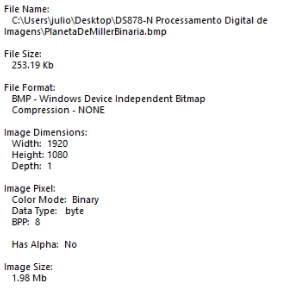 File Name:
C:\Users\julio\Desktop\DS878-N Processamento Digital de
Imagens\PlanetaDeMillerBinaria.bmp
File Size:
253.19 Kb
File Format:
BMP - Windows Device Independent Bitmap
Compression - NONE
Image Dimensions:
Width: 1920
Height: 1080
Depth: 1
Image Pixel:
Color Mode: Binary
Data Type: byte
BPP: 8
Has Alpha: No
Image Size:
1.98 Mb